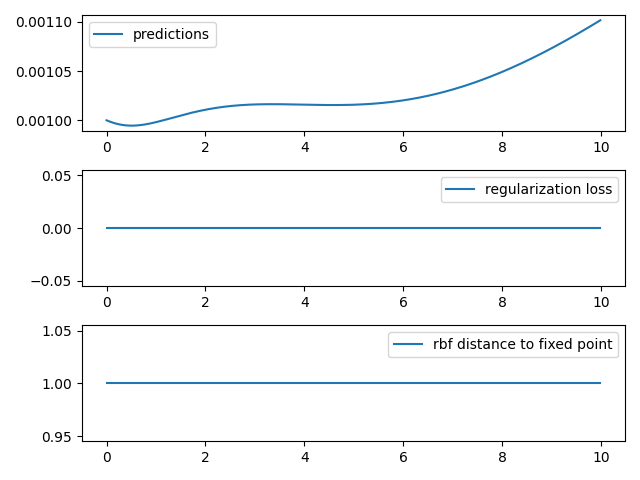 0.00110
0.00105
0.00100
predictions
0 2 4 6 8 10
0.05
0.00
−0.05
regularization loss
0 2 4 6 8 10
1.05
1.00
0.95
rbf distance to fixed point
0 2 4 6 8 10